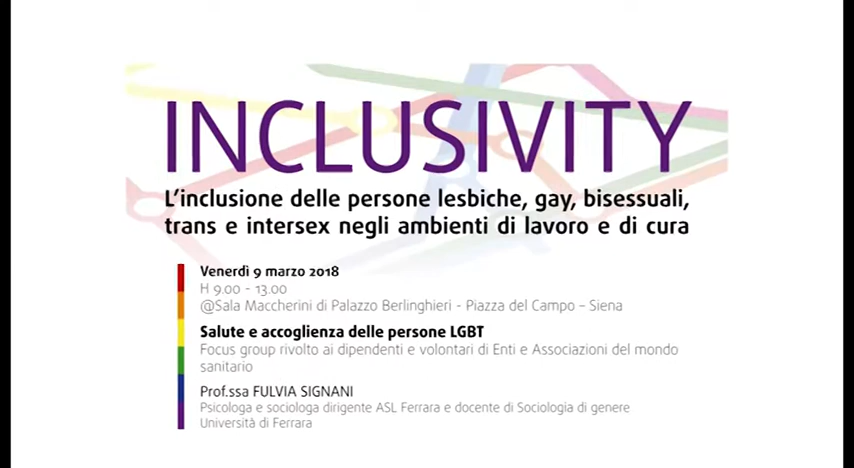 INCLUSIVITY
L'inclusione delle persone lesbiche, gay, bisessuali,
trans e intersex negli ambienti di lavoro e di cura
Venerdì 9 marzo 2018
H 9.00 - 13.00
@Sala Maccherini di Palazzo Berlinghieri - Piazza del Campo – Siena
Salute e accoglienza delle persone LGBT
Focus group rivolto ai dipendenti e volontari di Enti e Associazioni del mondo
sanitario
Prof.ssa FULVIA SIGNANI
Psicologa e sociologa dirigente ASL Ferrara e docente di Sociologia di genere
Università di Ferrara